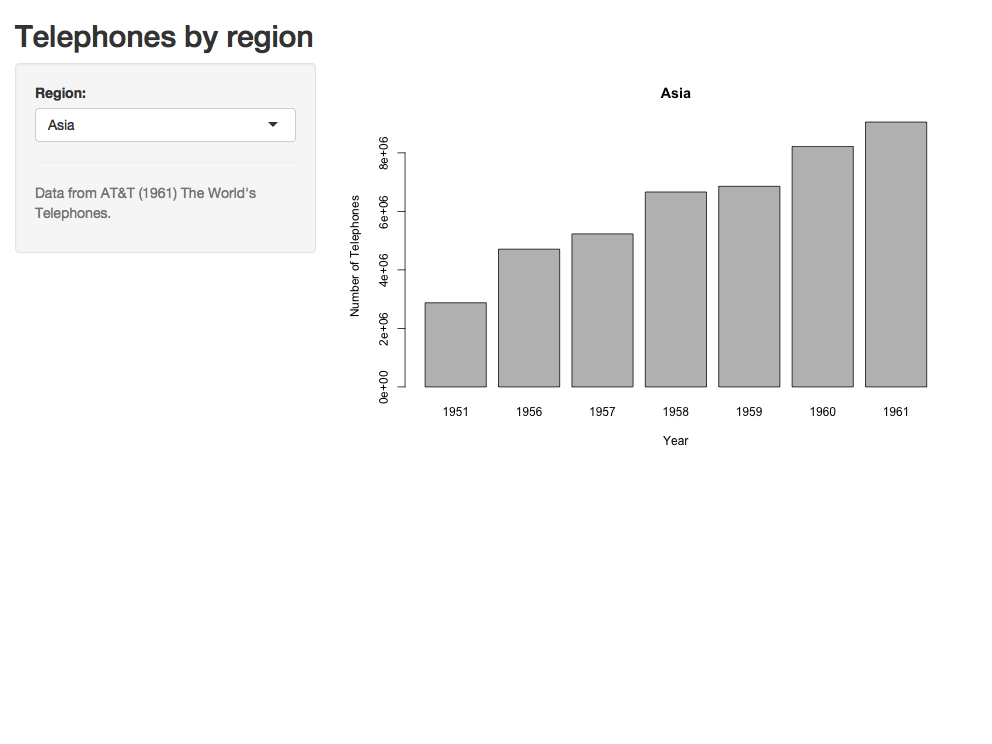 Telephones by region
Region:
Asia
Data from AT&T (1961) The World's
Telephones.
Asia
Number of Telephones
8e+06
6e+06
4e+06
2e+06
0e+00
1951 1956 1957 1958 1959 1960 1961
Year